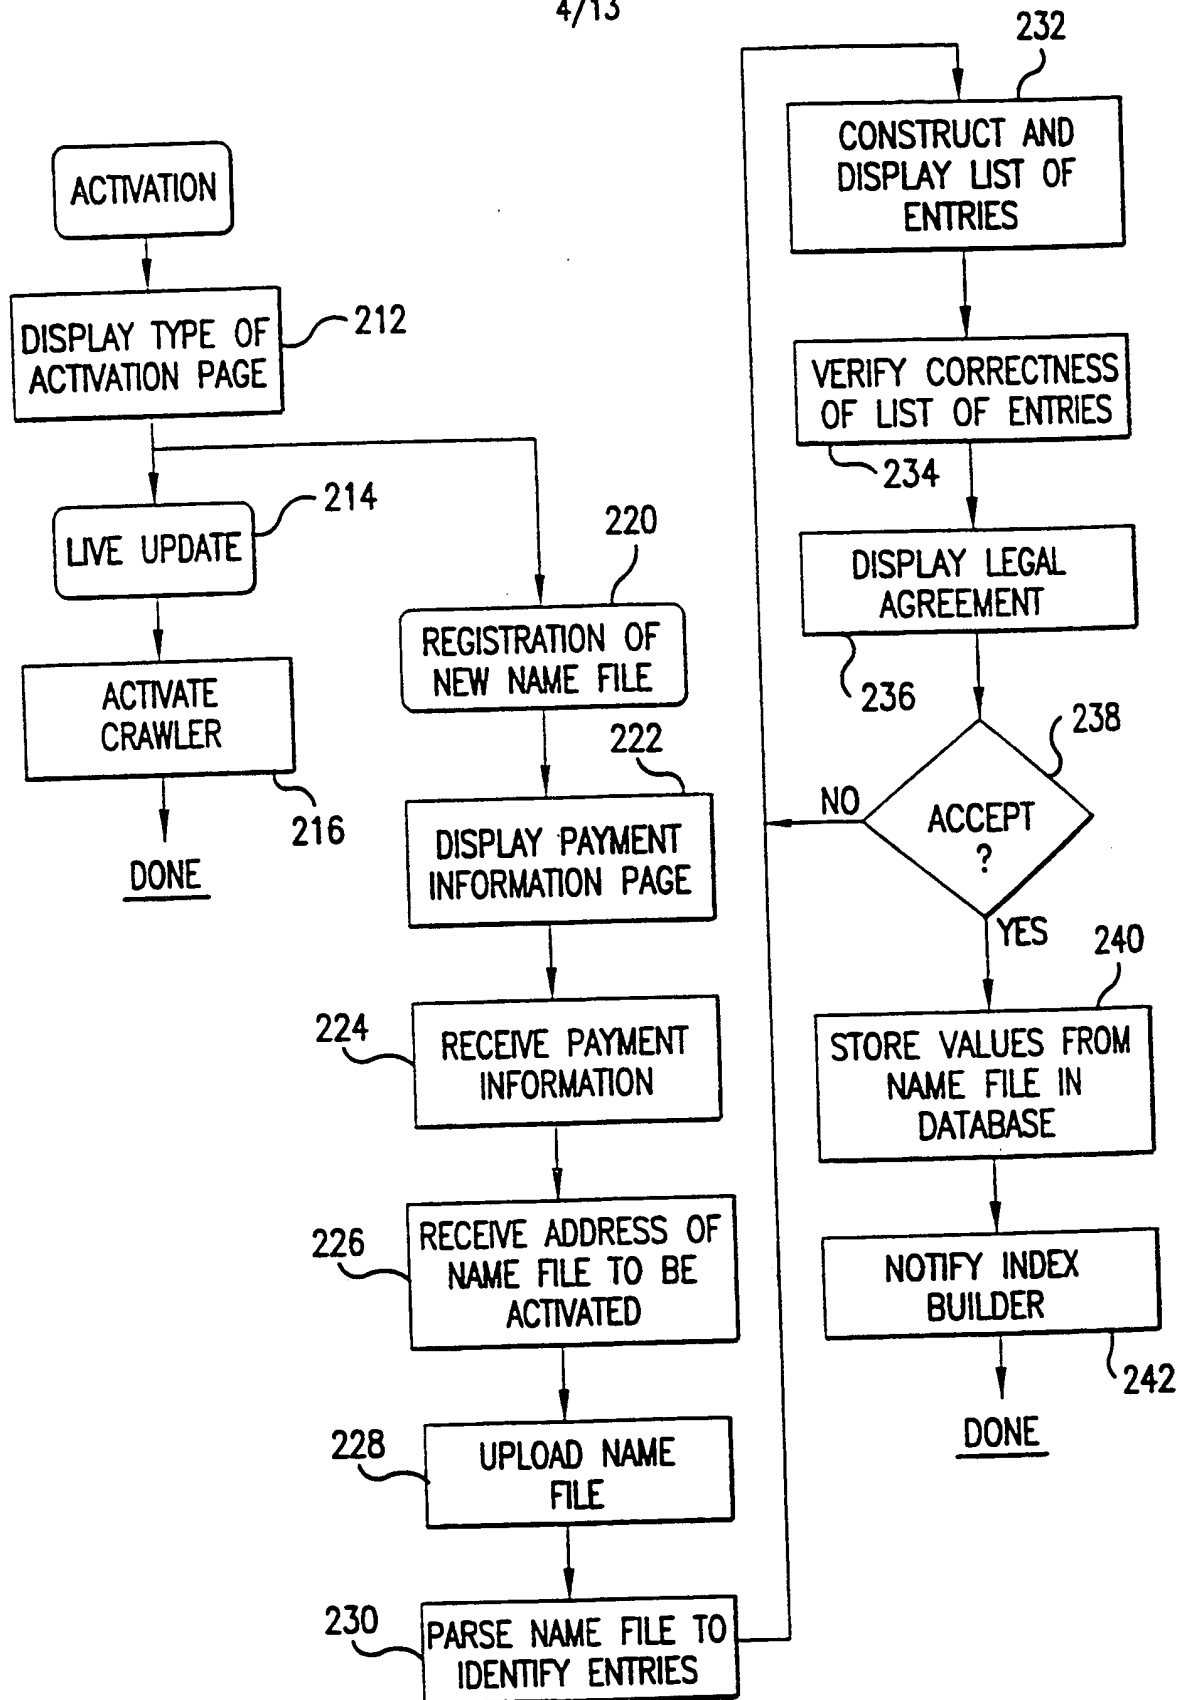 4/13
ACTIVATION
DISPLAY TYPE OF
ACTIVATION PAGE
212
LIVE UPDATE
214
ACTIVATE
CRAWLER
216
DONE
220
REGISTRATION OF
NEW NAME FILE
222
DISPLAY PAYMENT
INFORMATION PAGE
224
RECEIVE PAYMENT
INFORMATION
226
RECEIVE ADDRESS OF
NAME FILE TO BE
ACTIVATED
228
UPLOAD NAME
FILE
230
PARSE NAME FILE TO
IDENTIFY ENTRIES
232
CONSTRUCT AND
DISPLAY LIST OF
ENTRIES
VERIFY CORRECTNESS
OF LIST OF ENTRIES
234
DISPLAY LEGAL
AGREEMENT
236
238
ACCEPT
?
NO
YES
240
STORE VALUES FROM
NAME FILE IN
DATABASE
NOTIFY INDEX
BUILDER
242
DONE